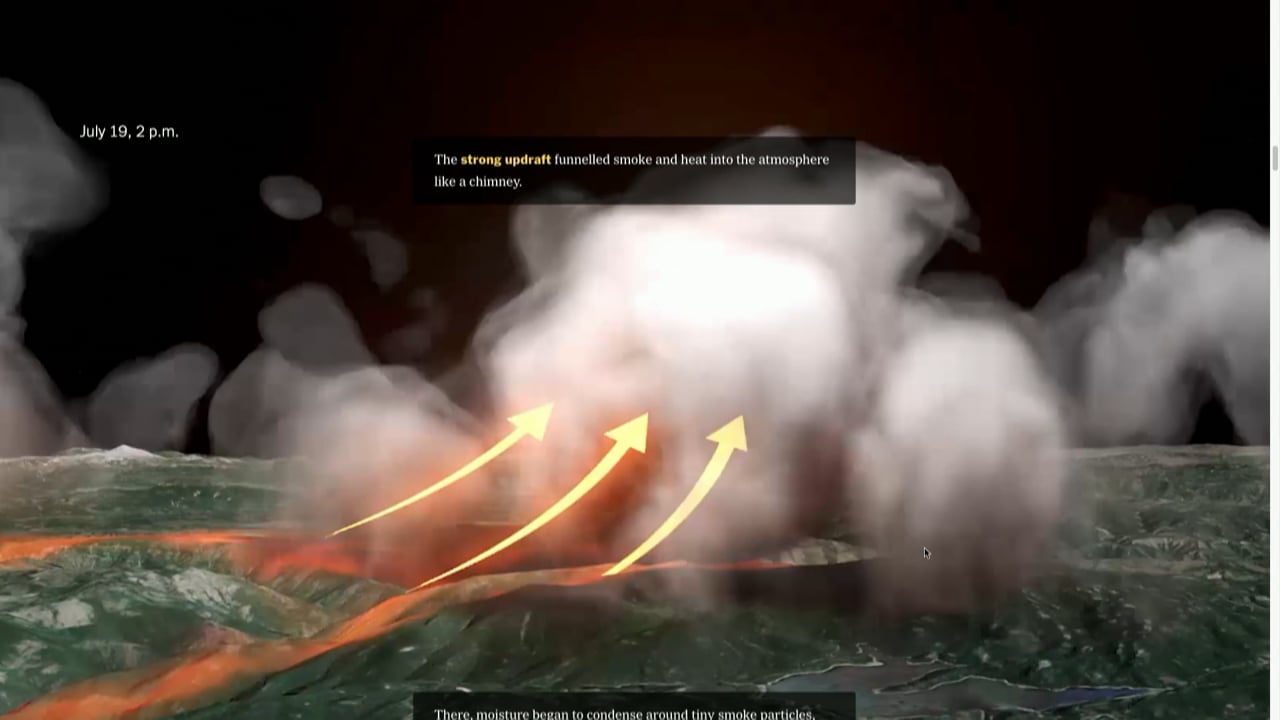 July 19, 2 p.m.
The strong updraft funnelled smoke and heat into the atmosphere
like a chimney.
There, moisture began to condense around tiny smoke particles,